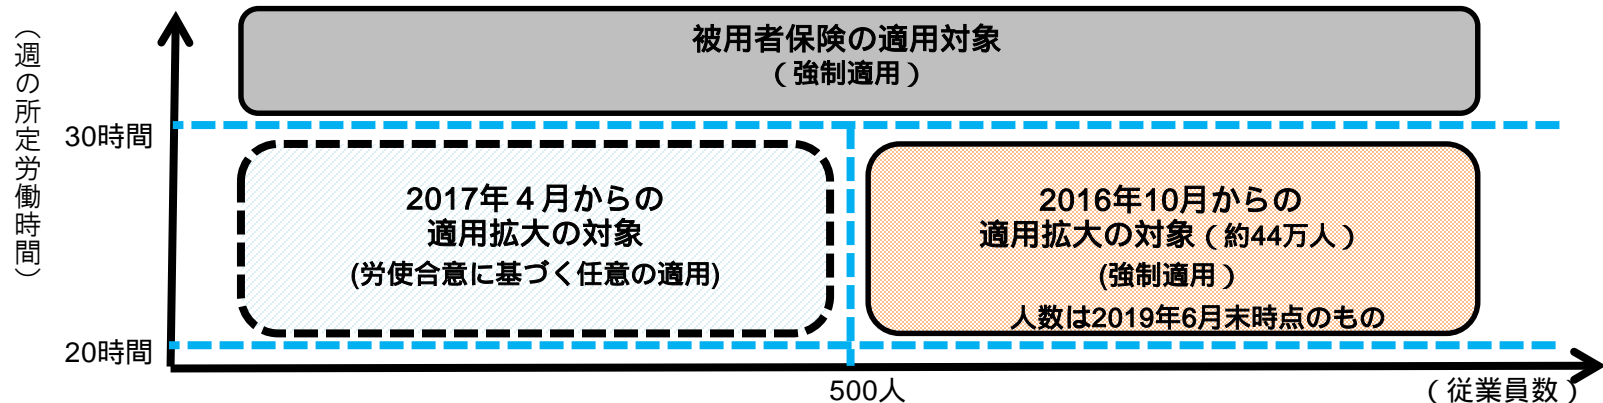 （週の所定労働時間）
被用者保険の適用対象
（強制適用）
30時間
2017年４月からの
適用拡大の対象
(労使合意に基づく任意の適用)
2016年10月からの
適用拡大の対象（約44万人）
(強制適用）
人数は2019年6月末時点のもの
20時間
500人
（従業員数）